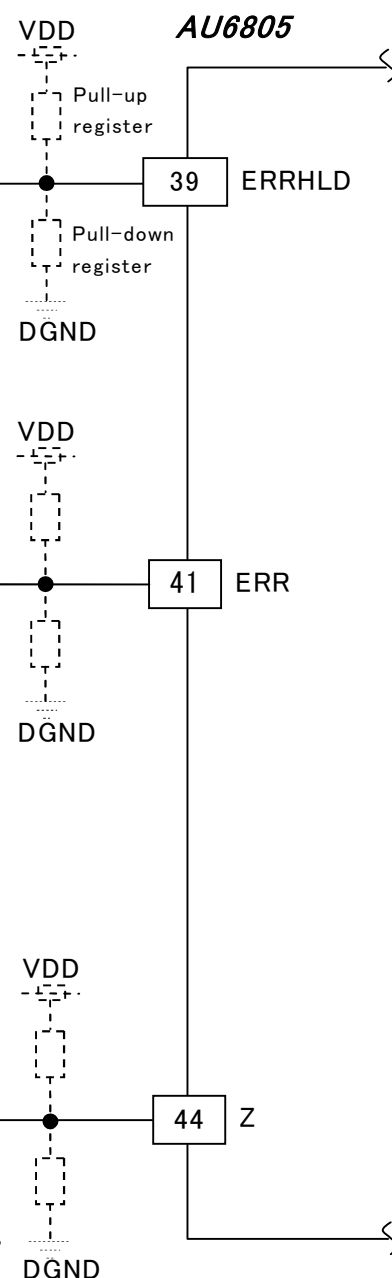 AU6805
VDD
Pull-up
register
39
ERRHLD
Pull-down
register
DGND
VDD
41
ERR
DGND
VDD
44
Z
DGND